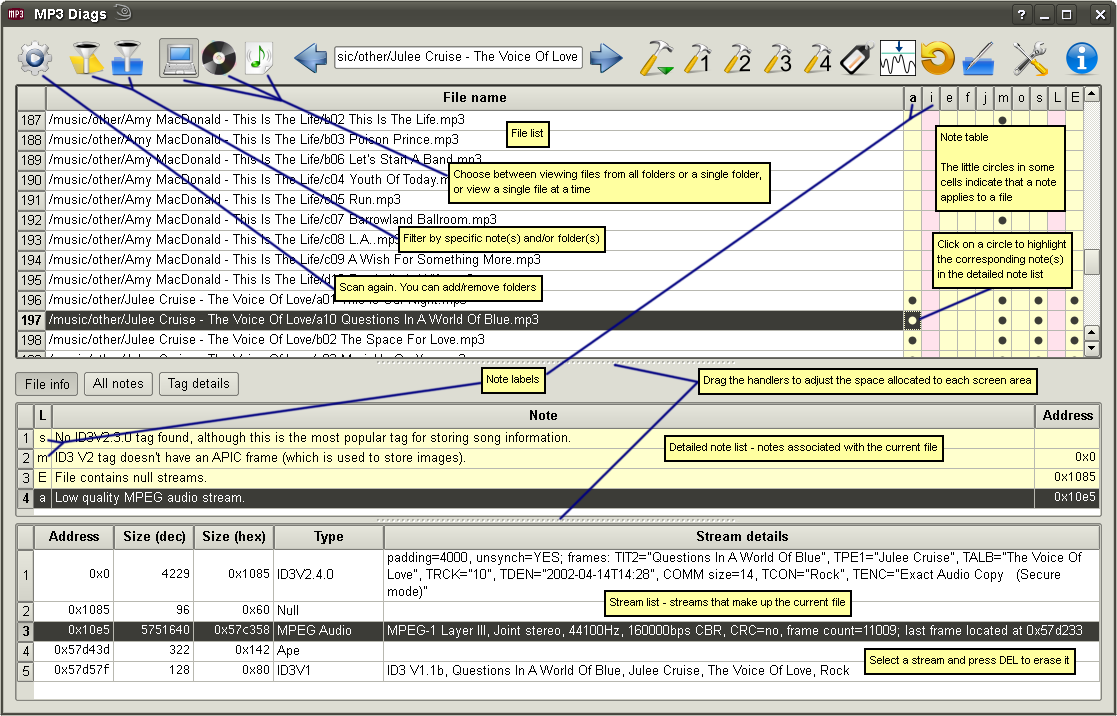 MP3 MP3 Diags
sic/other/Julee Cruise - The Voice Of Love
1 2 3 4
File name a i e f j m o s L E
187 /music/other/Amy MacDonald - This Is The Life/b02 This Is The Life.mp3
188 /music/other/Amy MacDonald - This Is The Life/b03 Poison Prince.mp3
189 /music/other/Amy MacDonald - This Is The Life/b06 Let's Start A Band.mp3
190 /music/other/Amy MacDonald - This Is The Life/c04 Youth Of Today.m
191 /music/other/Amy MacDonald - This Is The Life/c05 Run.mp3
192 /music/other/Amy MacDonald - This Is The Life/c07 Barrowland Ballroom.mp3
193 /music/other/Amy MacDonald - This Is The Life/c08 L.A..mp3
194 /music/other/Amy MacDonald - This Is The Life/c09 A Wish For Something More.mp3
195 /music/other/Amy MacDonald - This Is The Life/
196 /music/other/Julee Cruise - The Voice Of Love/a01
197 /music/other/Julee Cruise - The Voice Of Love/a10 Questions In A World Of Blue.mp3
198 /music/other/Julee Cruise - The Voice Of Love/b02 The Space For Love.mp3
File list
Choose between viewing files from all folders or a single folder,
or view a single file at a time
Filter by specific note(s) and/or folder(s)
Scan again. You can add/remove folders
Note table
The little circles in some
cells indicate that a note
applies to a file
Click on a circle to highlight
the corresponding note(s)
in the detailed note list
File info All notes Tag details
Note labels
Drag the handlers to adjust the space allocated to each screen area
L Note Address
1 s No ID3V2.3.0 tag found, although this is the most popular tag for storing song information.
2 m ID3 V2 tag doesn't have an APIC frame (which is used to store images). 0x0
3 E File contains null streams. 0x1085
4 a Low quality MPEG audio stream. 0x10e5
Detailed note list - notes associated with the current file
Address Size (dec) Size (hex) Type Stream details
1 0x0 4229 0x1085 ID3V2.4.0 padding=4000, unsynch=YES; frames: TIT2="Questions In A World Of Blue", TPE1="Julee Cruise", TALB="The Voice Of
Love", TRCK="10", TDEN="2002-04-14T14:28", COMM size=14, TCON="Rock", TENC="Exact Audio Copy (Secure
mode)"
2 0x1085 96 0x60 Null
3 0x10e5 5751640 0x57c358 MPEG Audio MPEG-1 Layer III, Joint stereo, 44100Hz, 160000bps CBR, CRC=no, frame count=11009; last frame located at 0x57d233
4 0x57d43d 322 0x142 Ape
5 0x57d57f 128 0x80 ID3V1 ID3 V1.1b, Questions In A World Of Blue, Julee Cruise, The Voice Of Love, Rock
Stream list - streams that make up the current file
Select a stream and press DEL to erase it